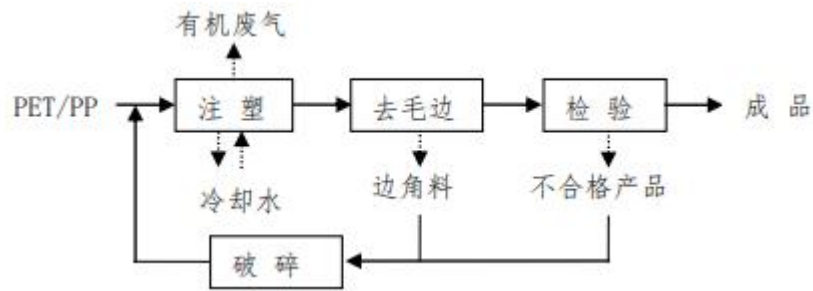 有机废气
PET/PP 注塑 去毛边 检验 成品
冷却水 边角料 不合格产品
破碎